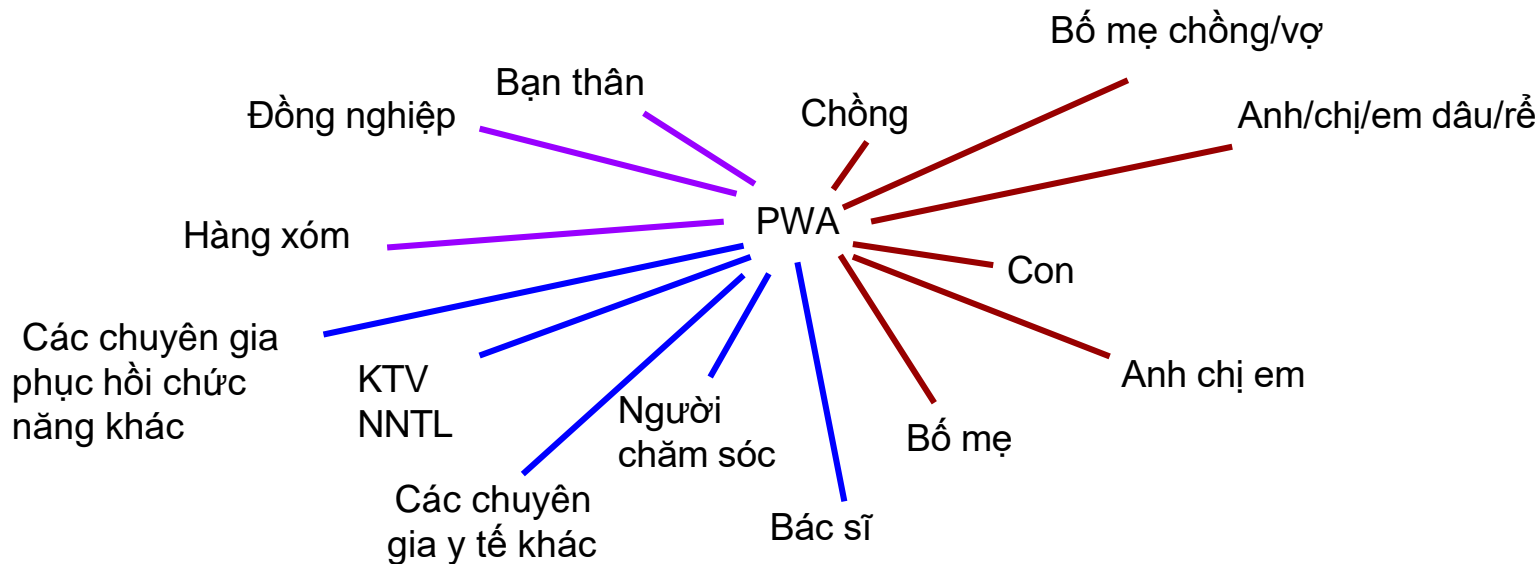 Bố mẹ chồng/vợ
Bạn thân
Chồng
Đồng nghiệp
Anh/chị/em dâu/rể
PWA
Hàng xóm
Con
Các chuyên gia
phục hồi chức
năng khác
KTV
NNTL
Anh chị em
Người
chăm sóc
Bố mẹ
Các chuyên
gia y tế khác
Bác sĩ